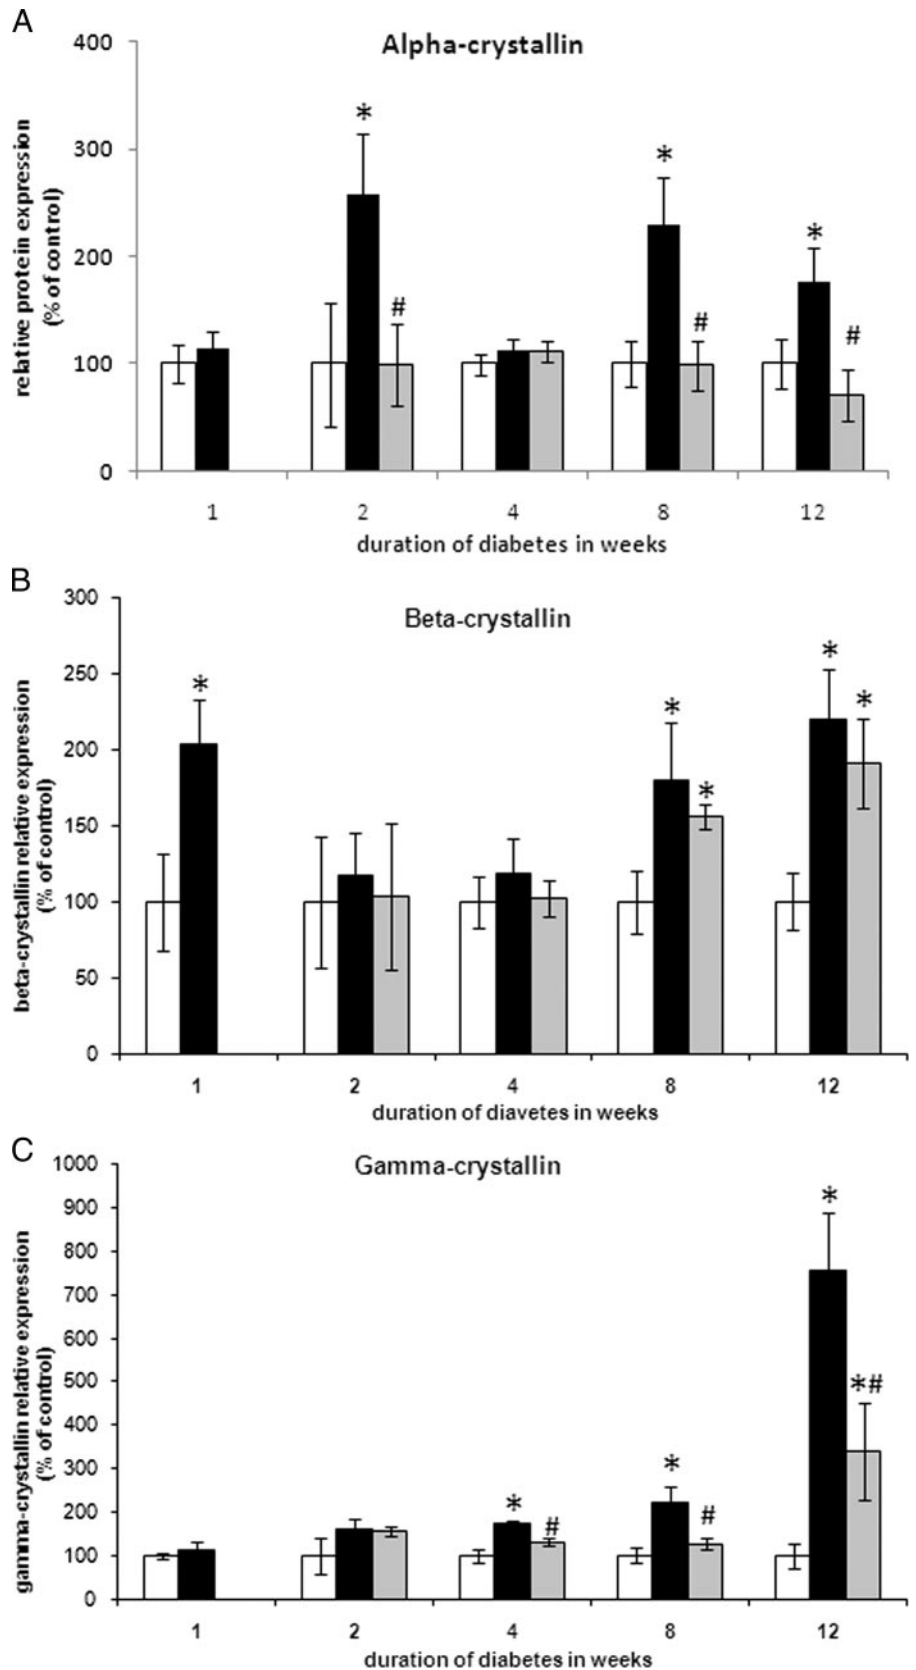 A
Alpha-crystallin
relative protein expression
(% of control)
400
300
200
100
0
*
*
*
#
#
#
1 2 4 8 12
duration of diabetes in weeks
B
Beta-crystallin
beta-crystallin relative expression
(% of control)
300
250
200
150
100
50
0
*
*
*
*
*
1 2 4 8 12
duration of diavetes in weeks
C
Gamma-crystallin
gamma-crystallin relative expression
(% of control)
1000
900
800
700
600
500
400
300
200
100
0
*
*#
*
*
#
#
1 2 4 8 12
duration of diabetes in weeks